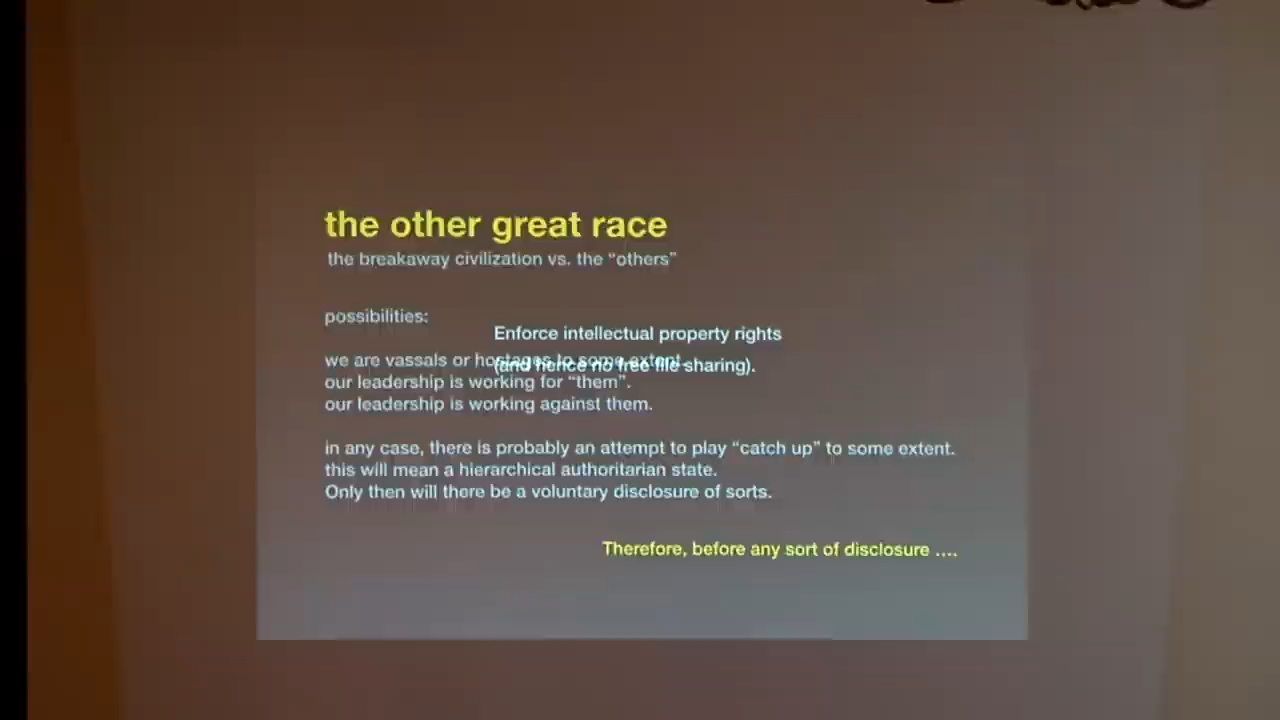 the other great race
the breakaway civilization vs. the “others”
possibilities:
Enforce intellectual property rights
we are vassals or hostages to some extent.
(and hence no free file sharing).
our leadership is working for “them”.
our leadership is working against them.
in any case, there is probably an attempt to play “catch up” to some extent.
this will mean a hierarchical authoritarian state.
Only then will there be a voluntary disclosure of sorts.
Therefore, before any sort of disclosure ....